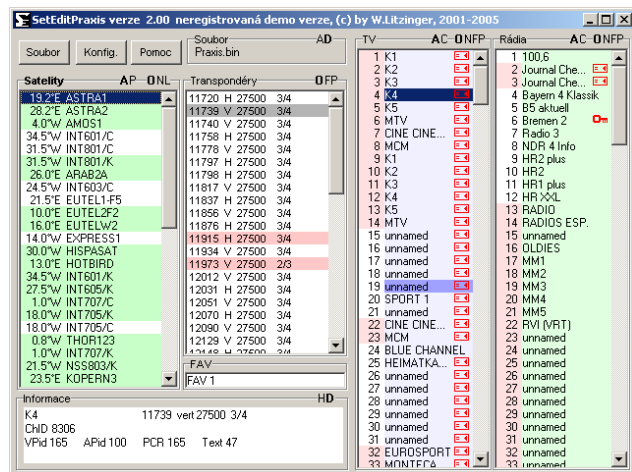 SetEditPraxis verze 2.00 neregistrovaná demo verze, (c) by W.Litzinger, 2001-2005
Soubor
Konfig.
Pomoc
Soubor AD
Praxis.bin
Satelity AP ONL
19.2°E ASTRA1
28.2°E ASTRA2
4.0°W AMOS1
34.5°W INT601/C
31.5°W INT801/C
31.5°W INT801/K
26.0°E ARAB2A
24.5°W INT603/C
21.5°E EUTEL1-F5
10.0°E EUTEL2F2
16.0°E EUTELW2
14.0°W EXPRESS1
30.0°W HISPASAT
13.0°E HOTBIRD
34.5°W INT601/K
27.5°W INT605/K
1.0°W INT707/C
18.0°W INT705/K
18.0°W INT705/C
0.8°W THOR123
1.0°W INT707/K
21.5°W NSS803/K
23.5°E KOPERN3
Transpondéry OFP
11720 H 27500 3/4
11739 V 27500 3/4
11740 V 27500 3/4
11758 H 27500 3/4
11778 V 27500 3/4
11797 H 27500 3/4
11798 H 27500 3/4
11817 V 27500 3/4
11837 H 27500 3/4
11856 V 27500 3/4
11876 H 27500 3/4
11915 H 27500 3/4
11934 V 27500 3/4
11973 V 27500 2/3
12012 V 27500 3/4
12031 H 27500 3/4
12051 V 27500 3/4
12070 H 27500 3/4
12090 V 27500 3/4
12129 V 27500 3/4
12148 H 27500 3/4
FAV
FAV 1
Informace HD
K4 11739 vert 27500 3/4
ChID 8306
VPid 165 APid 100 PCR 165 Text 47
TV AC ONFP
1 K1
2 K2
3 K3
4 K4
5 K5
6 MTV
7 CINE CINE...
8 MCM
9 K1
10 K2
11 K3
12 K4
13 K5
14 MTV
15 unnamed
16 unnamed
17 unnamed
18 unnamed
19 unnamed
20 SPORT 1
21 unnamed
22 CINE CINE...
23 MCM
24 BLUE CHANNEL
25 HEIMATKA...
26 unnamed
27 unnamed
28 unnamed
29 unnamed
30 unnamed
31 unnamed
32 EUROSPORT
33 MONTECA
Rádia AC ONFP
1 100,6
2 Journal Che...
3 Journal Che...
4 Bayern 4 Klassik
5 B5 aktuell
6 Bremen 2
7 Radio 3
8 NDR 4 Info
9 HR2 plus
10 HR2
11 HR1 plus
12 HR XXL
13 RADIO
14 RADIOS ESP.
15 unnamed
16 OLDIES
17 MM1
18 MM2
19 MM3
20 MM4
21 MM5
22 RVI (VRT)
23 unnamed
24 unnamed
25 unnamed
26 unnamed
27 unnamed
28 unnamed
29 unnamed
30 unnamed
31 unnamed
32 unnamed
33 unnamed